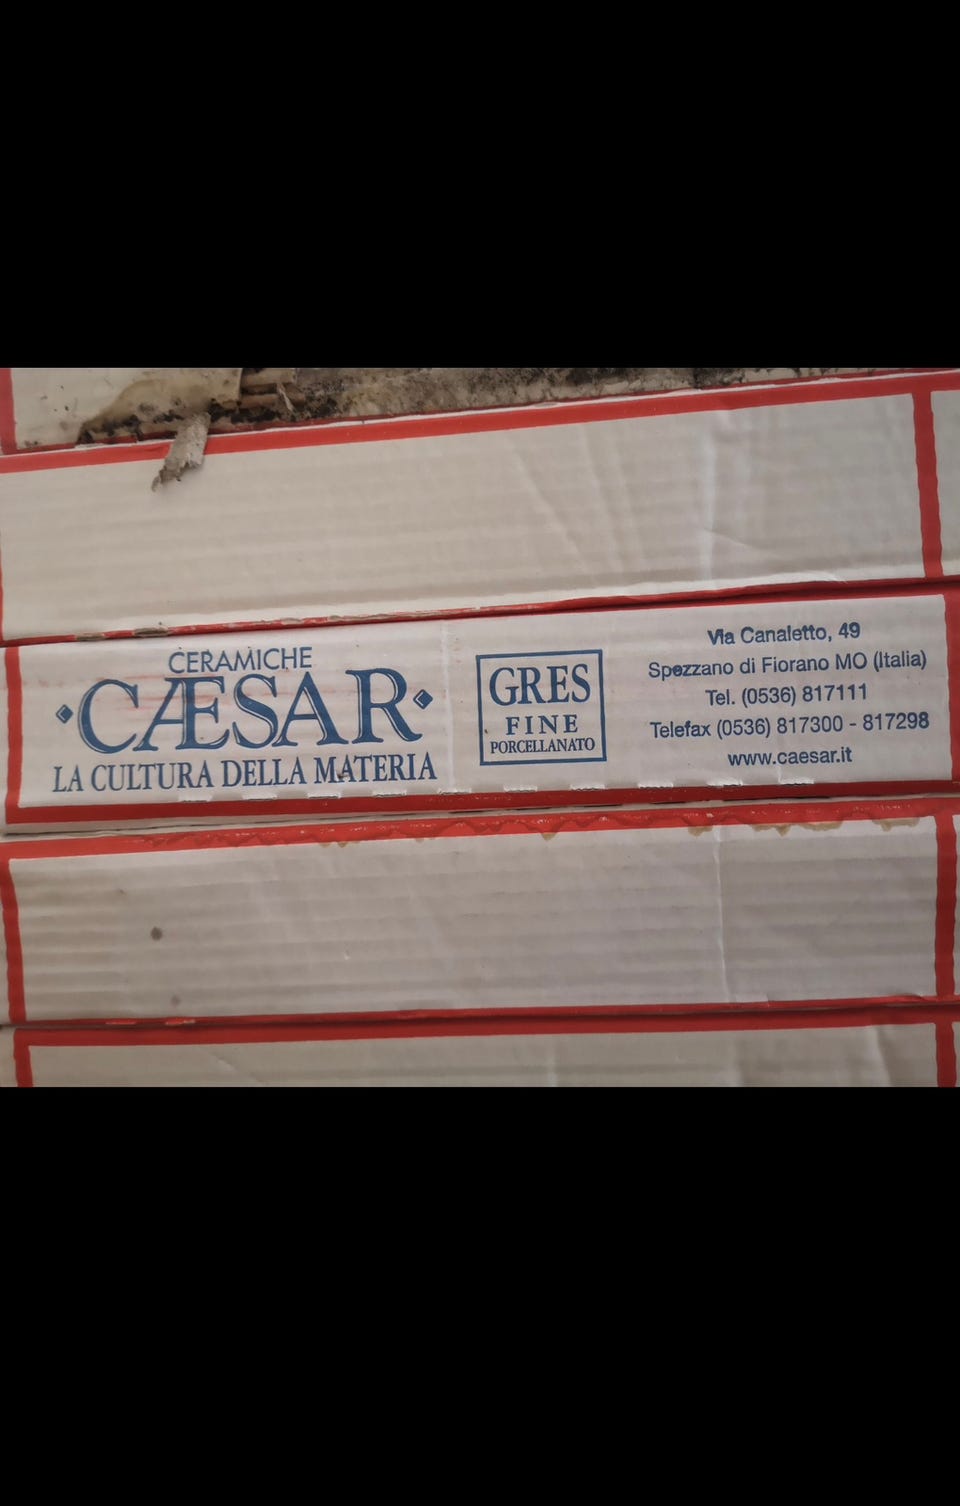 CERAMICHE
·CÆSAR·
LA CULTURA DELLA MATERIA
GRES
FINE
PORCELLANATO
Via Canaletto, 49
Spezzano di Fiorano MO (Italia)
Tel. (0536) 817111
Telefax (0536) 817300 - 817298
www.caesar.it